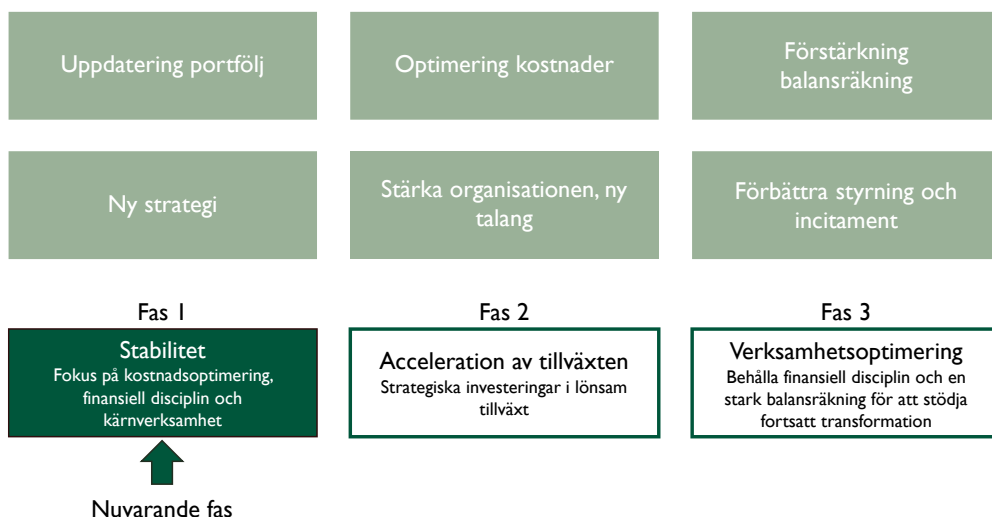 Uppdatering portfölj
Optimering kostnader
Förstärkning
balansräkning
Ny strategi
Stärka organisationen, ny
talang
Förbättra styrning och
incitament
Fas 1
Stabilitet
Fokus på kostnadsoptimering,
finansiell disciplin och
kärnverksamhet
Fas 2
Acceleration av tillväxten
Strategiska investeringar i lönsam
tillväxt
Fas 3
Verksamhetsoptimering
Behålla finansiell disciplin och en
stark balansräkning för att stödja
fortsatt transformation
Nuvarande fas